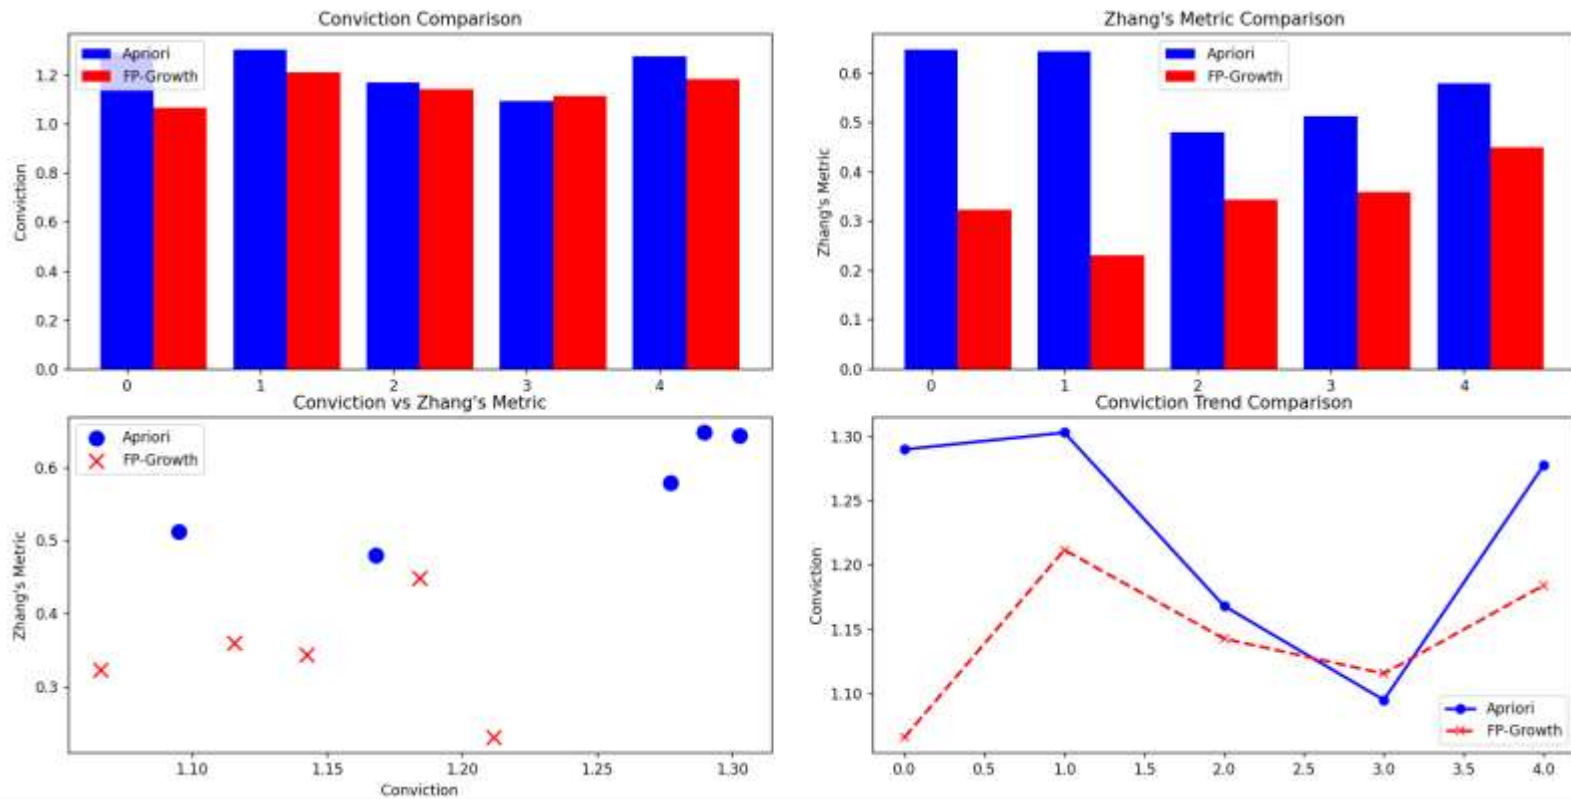 Conviction Comparison
Apriori
FP-Growth
Conviction
1.2
1.0
0.8
0.6
0.4
0.2
0.0
0 1 2 3 4
Zhang's Metric Comparison
Apriori
FP-Growth
Zhang's Metric
0.6
0.5
0.4
0.3
0.2
0.1
0.0
0 1 2 3 4
Conviction vs Zhang's Metric
Apriori
FP-Growth
Zhang's Metric
0.6
0.5
0.4
0.3
1.10 1.15 1.20 1.25 1.30
Conviction
Conviction Trend Comparison
Conviction
1.30
1.25
1.20
1.15
1.10
Apriori
FP-Growth
0.0 0.5 1.0 1.5 2.0 2.5 3.0 3.5 4.0